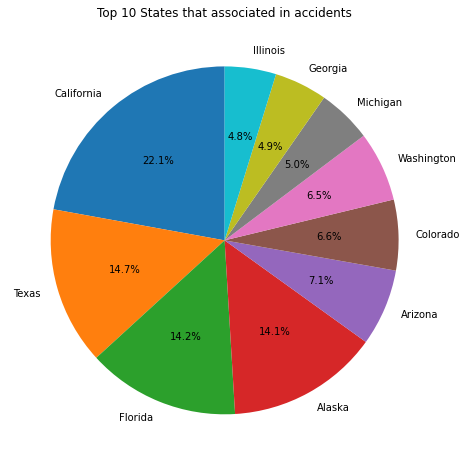 Top 10 States that associated in accidents
Illinois
Georgia
Michigan
Washington
Colorado
Arizona
Alaska
Florida
Texas
California
4.8%
4.9%
5.0%
6.5%
6.6%
7.1%
14.1%
14.2%
14.7%
22.1%